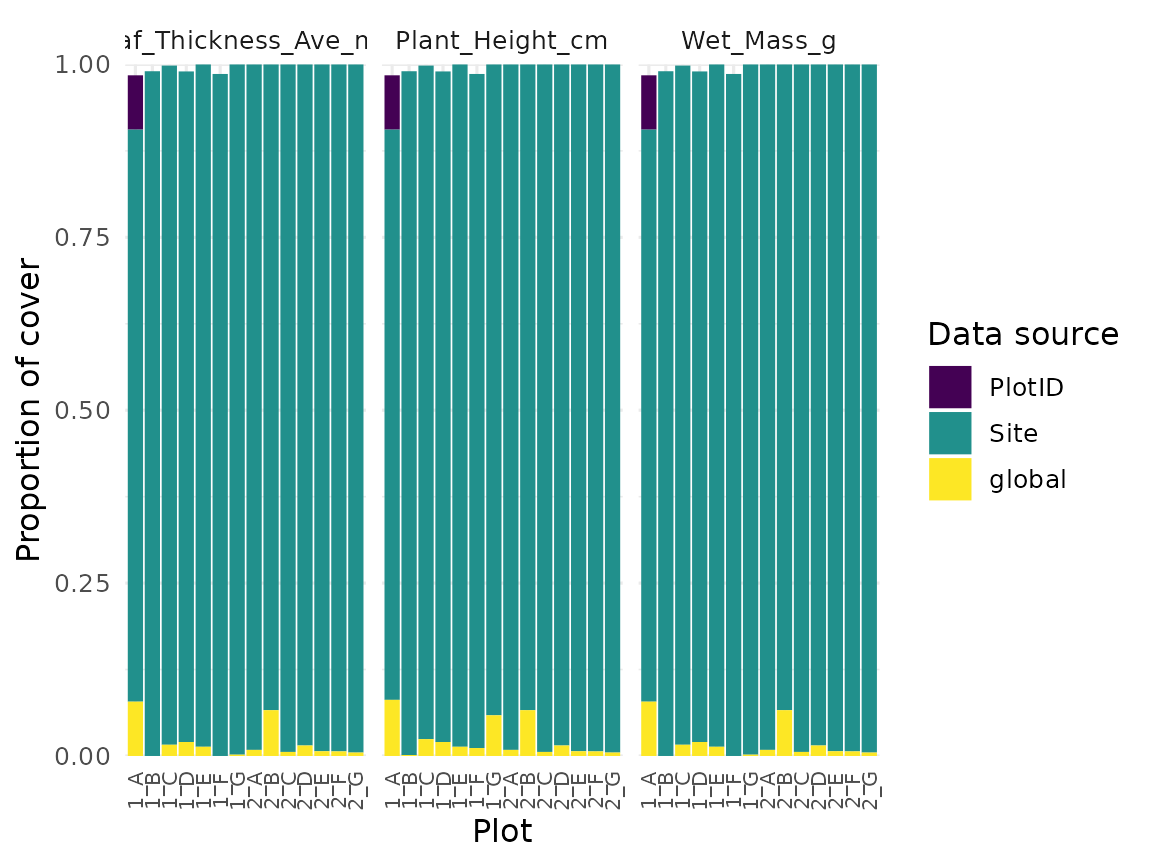 af_Thickness_Ave_n Plant_Height_cm Wet_Mass_g
1.00
0.75
0.50
0.25
0.00
Proportion of cover
1_A 1_B 1_C 1_D 1_E 1_F 1_G 2_A 2_B 2_C 2_D 2_E 2_F 2_G
1_A 1_B 1_C 1_D 1_E 1_F 1_G 2_A 2_B 2_C 2_D 2_E 2_F 2_G
1_A 1_B 1_C 1_D 1_E 1_F 1_G 2_A 2_B 2_C 2_D 2_E 2_F 2_G
Plot
Data source
PlotID
Site
global